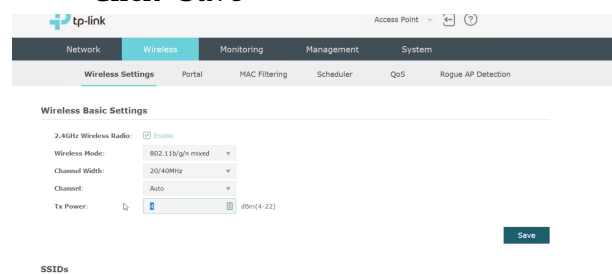 tp-link Access Point
Network Wireless Monitoring Management System
Wireless Settings Portal MAC Filtering Scheduler QoS Rogue AP Detection
Wireless Basic Settings
2.4GHz Wireless Radio: Enable
Wireless Mode: 802.11b/g/n mixed
Channel Width: 20/40MHz
Channel: Auto
Tx Power: 4 dBm(4-22)
Save
SSIDs